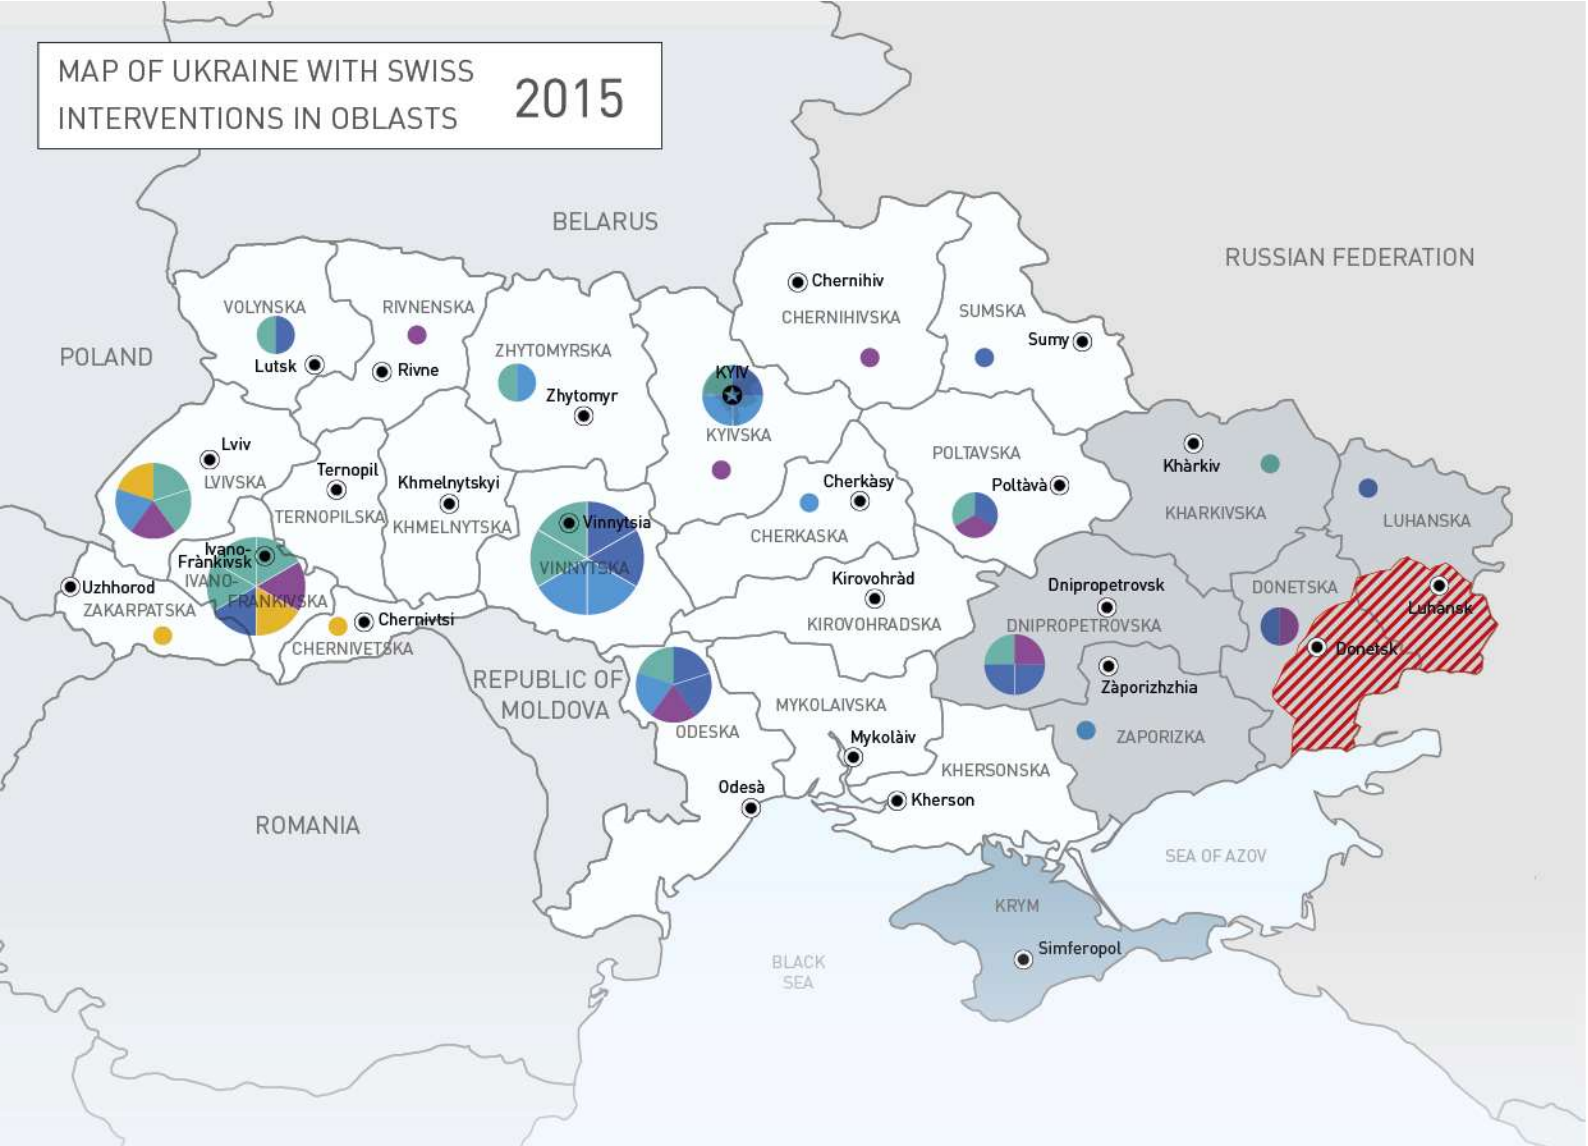 MAP OF UKRAINE WITH SWISS
INTERVENTIONS IN OBLASTS
2015
BELARUS
RUSSIAN FEDERATION
POLAND
Chernihiv
CHERNIHIVSKA
SUMSKA
Sumy
VOLYNSKA
Lutsk
RIVNENSKA
Rivne
ZHYTOMYRSKA
Zhytomyr
KYIV
KYIVSKA
Lviv
LVIVSKA
Ternopil
TERNOPILSKA
Khmelnytskyi
KHMELNYTSKA
Vinnytsia
VINNYTSKA
Cherkàsy
CHERKASKA
POLTAVSKA
Poltàvà
Khàrkiv
KHARKIVSKA
LUHANSKA
Ivano-
Frànkivsk
IVANO-
FRANKIVSKA
Uzhhorod
ZAKARPATSKA
Chernivtsi
CHERNIVETSKA
Kirovohràd
KIROVOHRADSKA
Dnipropetrovsk
DNIPROPETROVSKA
DONETSKA
Luhansk
Donetsk
REPUBLIC OF
MOLDOVA
ODESKA
Odesà
MYKOLAIVSKA
Mykolàiv
Zàporizhzhia
ZAPORIZKA
KHERSONSKA
Kherson
ROMANIA
SEA OF AZOV
KRYM
Simferopol
BLACK
SEA